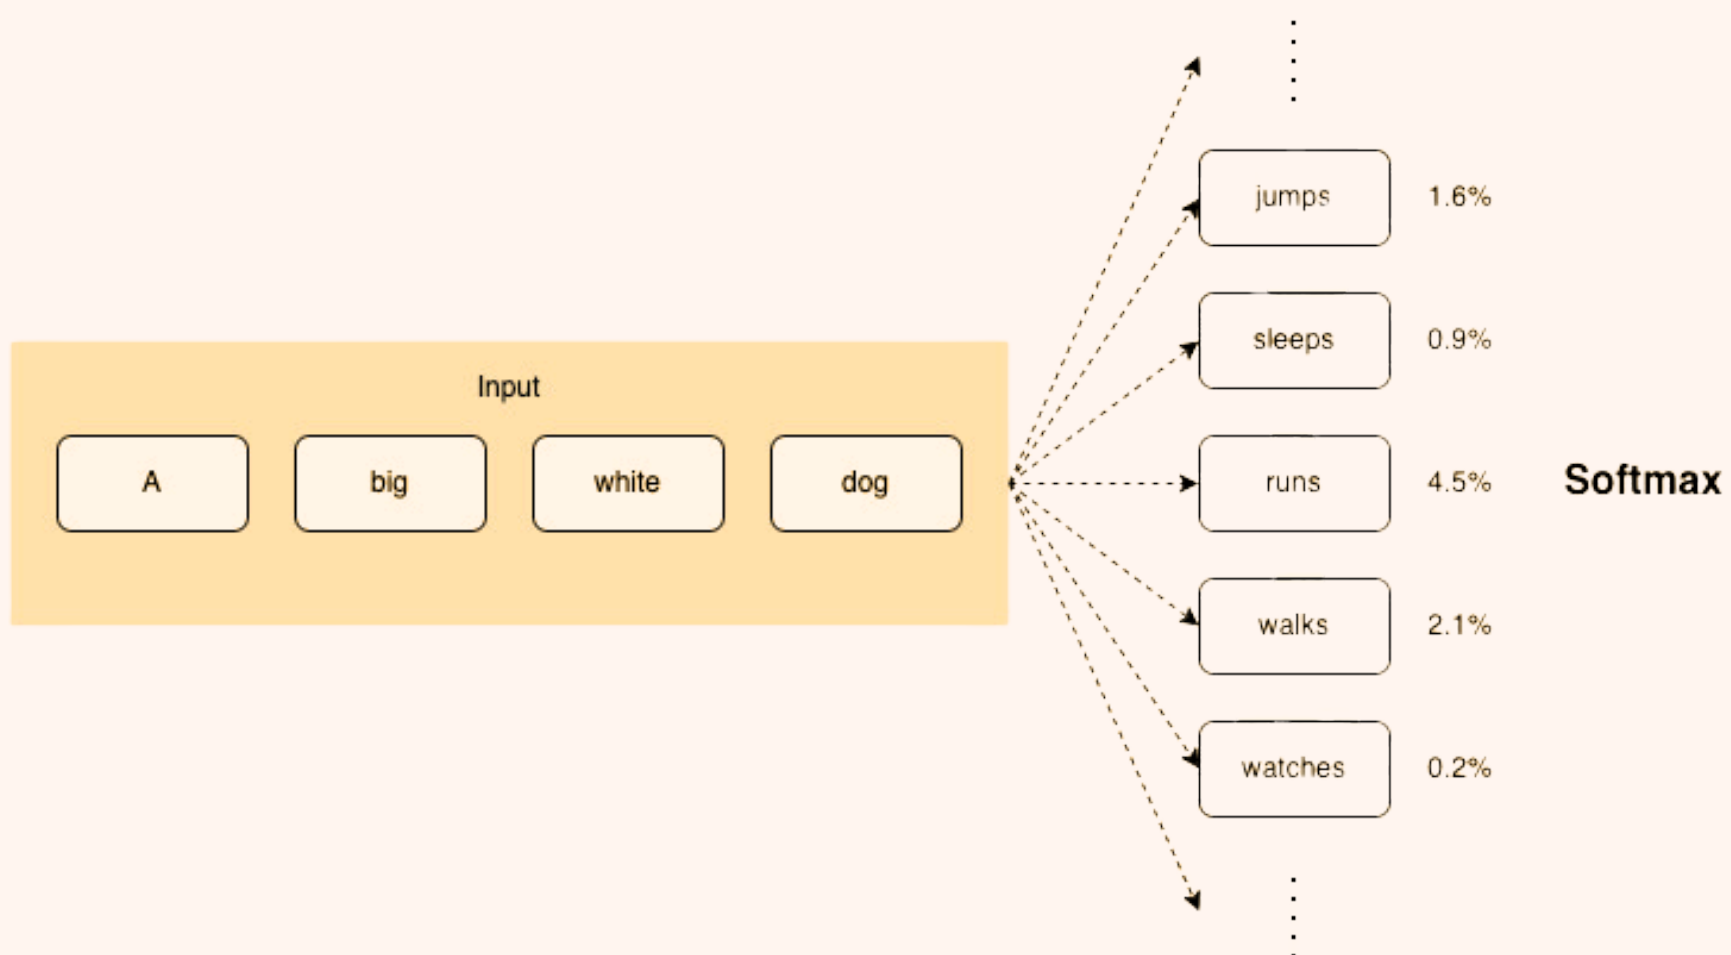 jumps 1.6%
sleeps 0.9%
Input
A big white dog
runs 4.5% Softmax
walks 2.1%
watches 0.2%